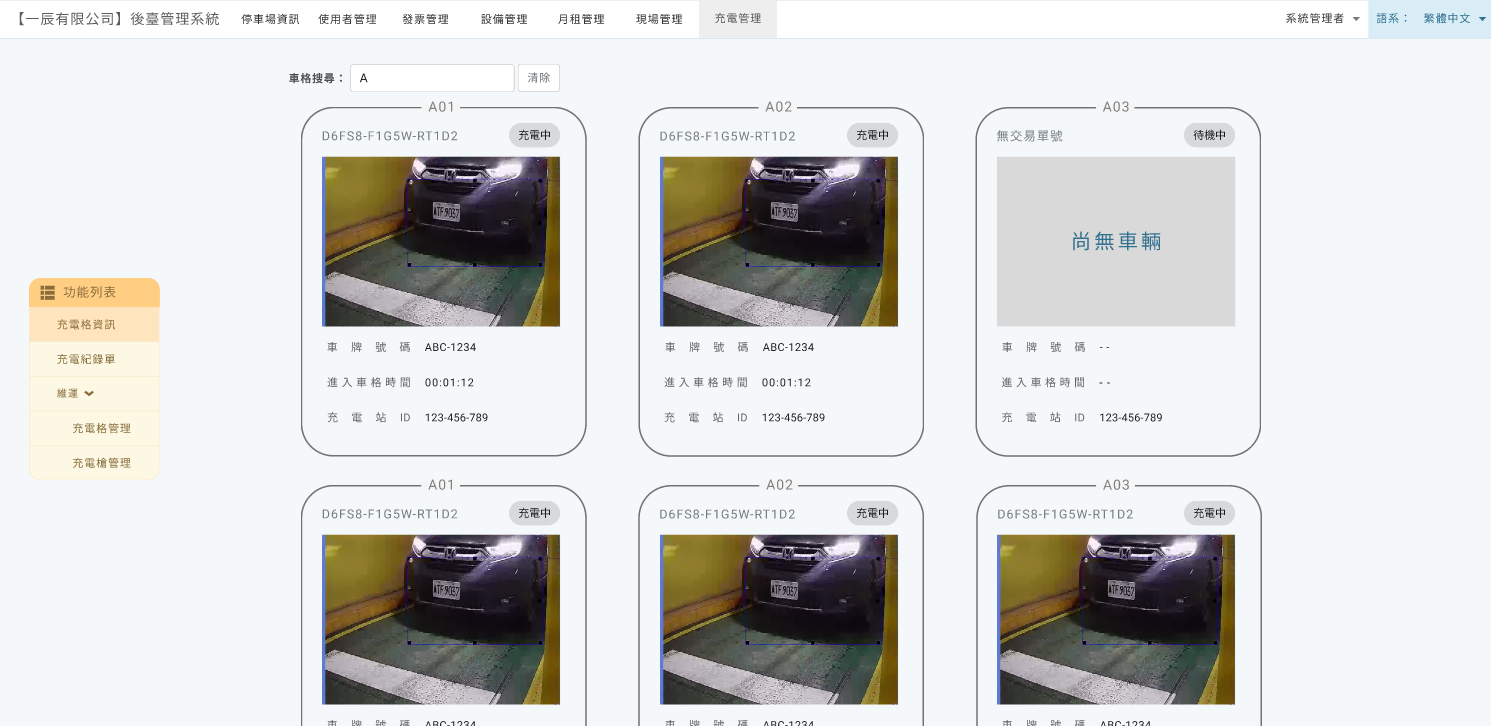 【一辰有限公司】後臺管理系統 停車場資訊 使用者管理 發票管理 設備管理 月租管理 現場管理 充電管理 系統管理者 語系： 繁體中文
車格搜尋： A 清除
功能列表
充電格資訊
充電紀錄單
維運
充電格管理
充電槍管理
A01
D6FS8-F1G5W-RT1D2 充電中
ATF 9037
車牌號碼 ABC-1234
進入車格時間 00:01:12
充電站 ID 123-456-789
A02
D6FS8-F1G5W-RT1D2 充電中
ATF 9037
車牌號碼 ABC-1234
進入車格時間 00:01:12
充電站 ID 123-456-789
A03
無交易單號 待機中
尚無車輛
車牌號碼 - -
進入車格時間 - -
充電站 ID 123-456-789
A01
D6FS8-F1G5W-RT1D2 充電中
ATF 9037
車牌號碼 ABC-1234
A02
D6FS8-F1G5W-RT1D2 充電中
ATF 9037
車牌號碼 ABC-1234
A03
D6FS8-F1G5W-RT1D2 充電中
ATF 9037
車牌號碼 ABC-1234